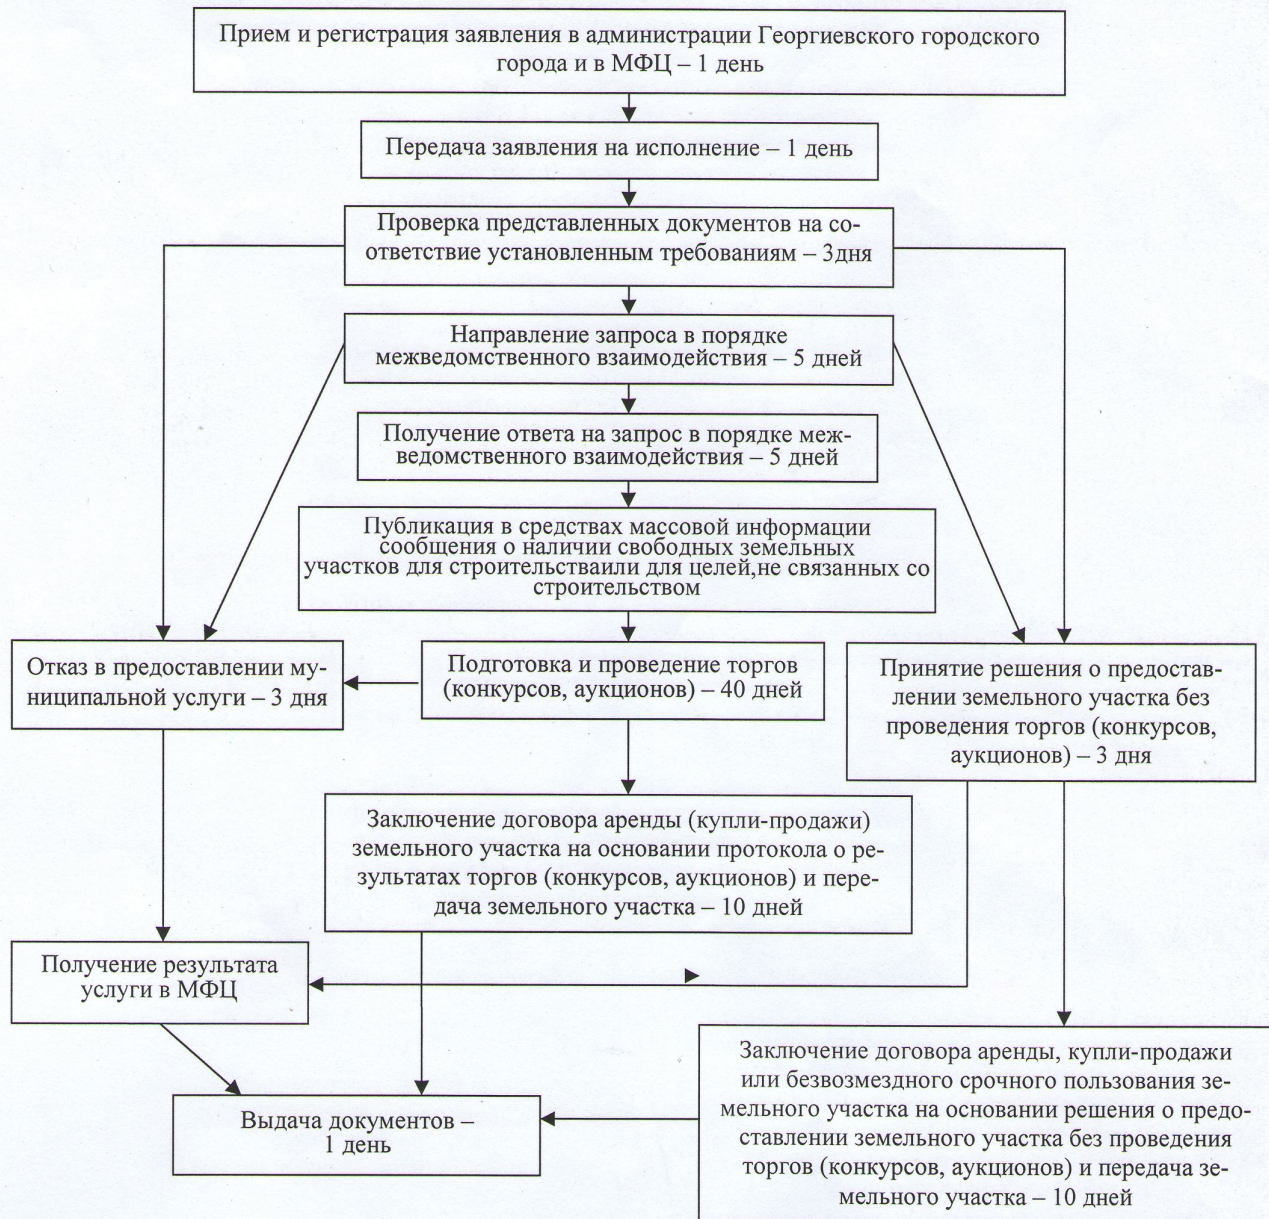 Прием и регистрация заявления в администрации Георгиевского городского
города и в МФЦ – 1 день
Передача заявления на исполнение – 1 день
Проверка представленных документов на со-
ответствие установленным требованиям – 3дня
Направление запроса в порядке
межведомственного взаимодействия – 5 дней
Получение ответа на запрос в порядке меж-
ведомственного взаимодействия – 5 дней
Публикация в средствах массовой информации
сообщения о наличии свободных земельных
участков для строительстваили для целей,не связанных со
строительством
Отказ в предоставлении му-
ниципальной услуги – 3 дня
Подготовка и проведение торгов
(конкурсов, аукционов) – 40 дней
Принятие решения о предостав-
лении земельного участка без
проведения торгов (конкурсов,
аукционов) – 3 дня
Заключение договора аренды (купли-продажи)
земельного участка на основании протокола о ре-
зультатах торгов (конкурсов, аукционов) и пере-
дача земельного участка – 10 дней
Получение результата
услуги в МФЦ
Заключение договора аренды, купли-продажи
или безвозмездного срочного пользования зе-
мельного участка на основании решения о предо-
ставлении земельного участка без проведения
торгов (конкурсов, аукционов) и передача зе-
мельного участка – 10 дней
Выдача документов –
1 день